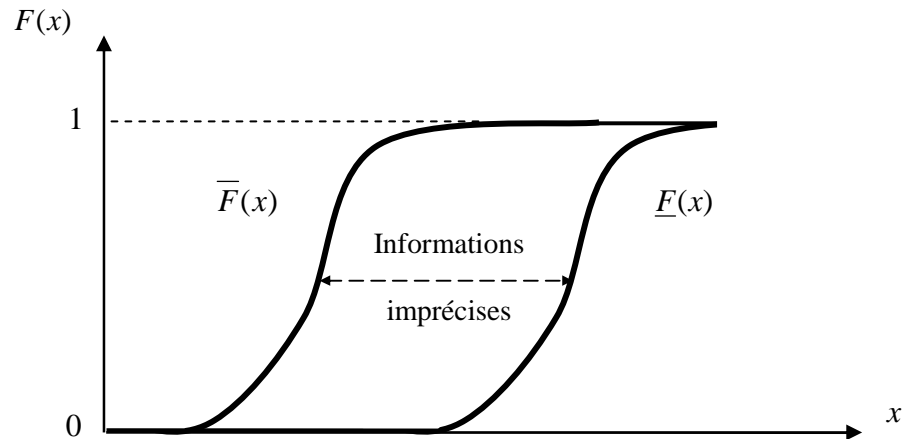 F(x)
1
F̅(x)
F̲(x)
Informations
imprécises
0
x